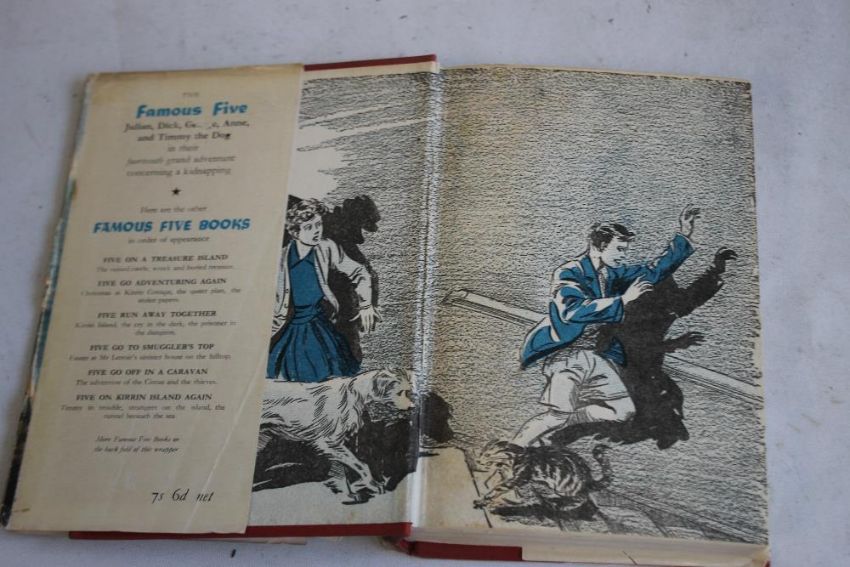 THE
Famous Five
Julian, Dick, e, Anne,
and Timmy the Dog
in their
fourteenth grand adventure
concerning a kidnapping
Here are the other
FAMOUS FIVE BOOKS
in order of appearance
FIVE ON A TREASURE ISLAND
The ruined castle, wreck and buried treasure.
FIVE GO ADVENTURING AGAIN
Christmas at Kirrin Cottage, the queer plan, the
stolen papers.
FIVE RUN AWAY TOGETHER
Kirrin Island, the cry in the dark, the prisoner in
the dungeon.
FIVE GO TO SMUGGLER'S TOP
Events at Mr Lenoir's sinister house on the hilltop.
FIVE GO OFF IN A CARAVAN
The adventure of the Circus and the thieves.
FIVE ON KIRRIN ISLAND AGAIN
Timmy in trouble, strangers on the island, the
tunnel beneath the sea.
More Famous Five Books on
the back fold of this wrapper
7s 6d net